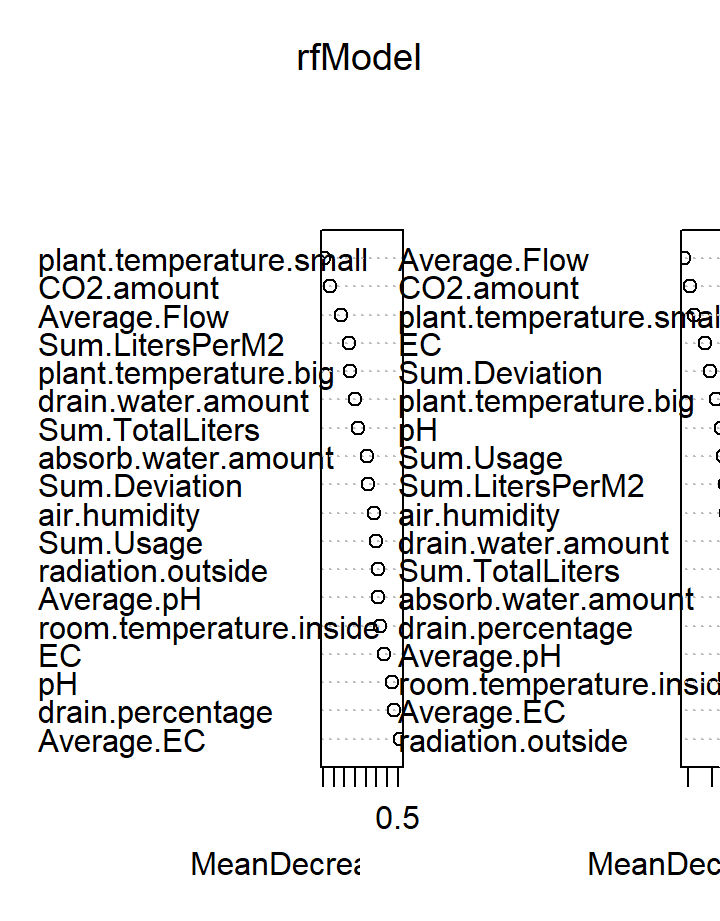 rfModel
plant.temperature.small
CO2.amount
Average.Flow
Sum.LitersPerM2
plant.temperature.big
drain.water.amount
Sum.TotalLiters
absorb.water.amount
Sum.Deviation
air.humidity
Sum.Usage
radiation.outside
Average.pH
room.temperature.inside
EC
pH
drain.percentage
Average.EC
0.5
MeanDecrea
Average.Flow
CO2.amount
plant.temperature.smal
EC
Sum.Deviation
plant.temperature.big
pH
Sum.Usage
Sum.LitersPerM2
air.humidity
drain.water.amount
Sum.TotalLiters
absorb.water.amount
drain.percentage
Average.pH
room.temperature.insid
Average.EC
radiation.outside
MeanDec